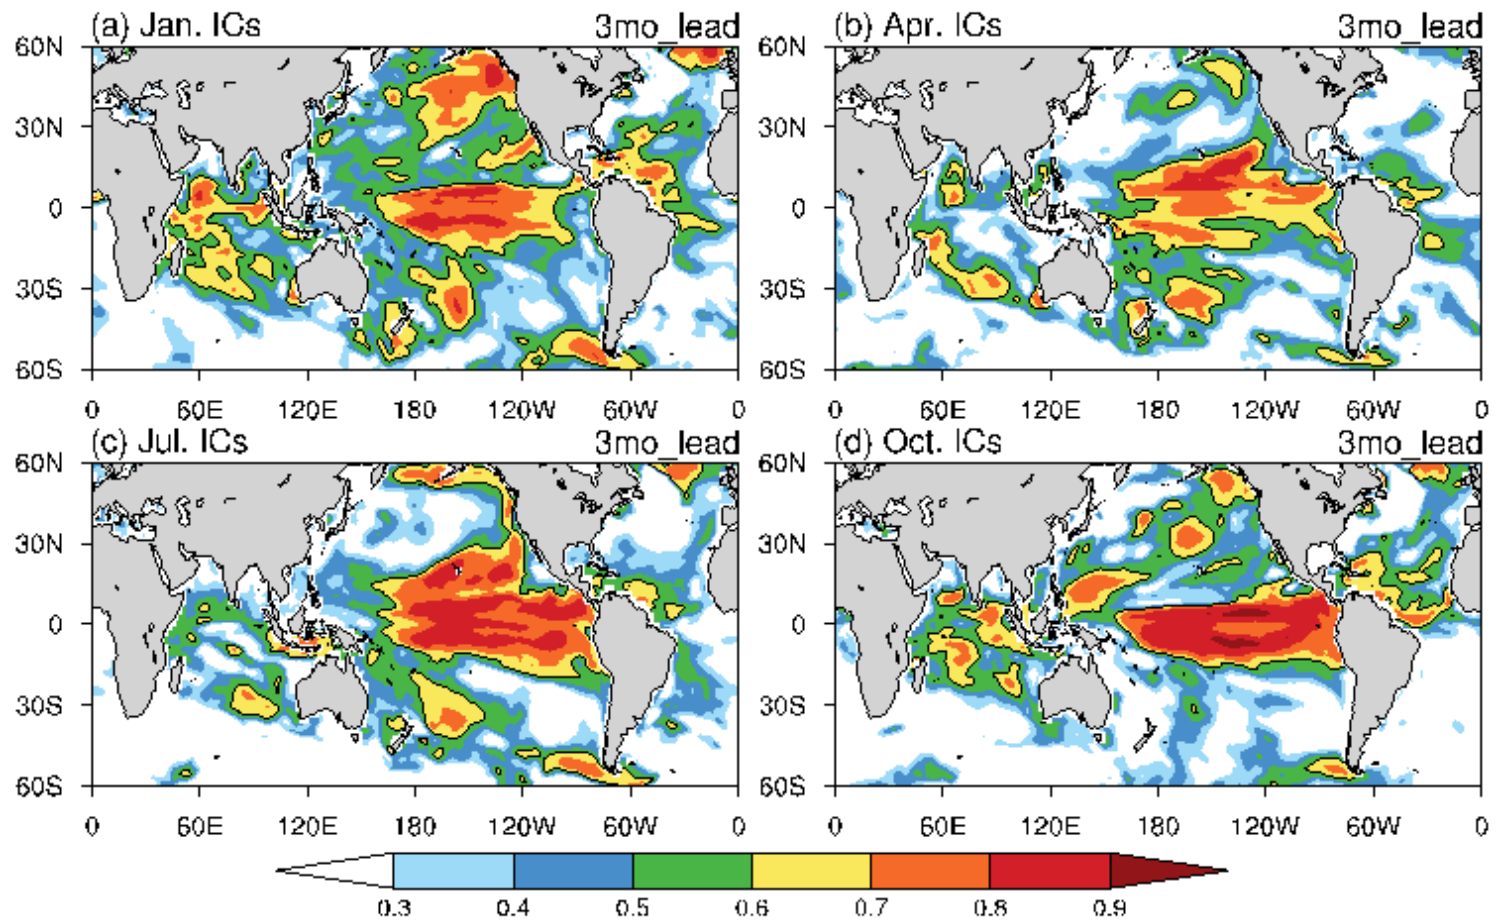 (a) Jan. ICs 3mo_lead (b) Apr. ICs 3mo_lead
60N 60N
30N 30N
0 0
30S 30S
60S 60S
0 60E 120E 180 120W 60W 0 0 60E 120E 180 120W 60W 0
(c) Jul. ICs 3mo_lead (d) Oct. ICs 3mo_lead
60N 60N
30N 30N
0 0
30S 30S
60S 60S
0 60E 120E 180 120W 60W 0 0 60E 120E 180 120W 60W 0
0.3 0.4 0.5 0.6 0.7 0.8 0.9